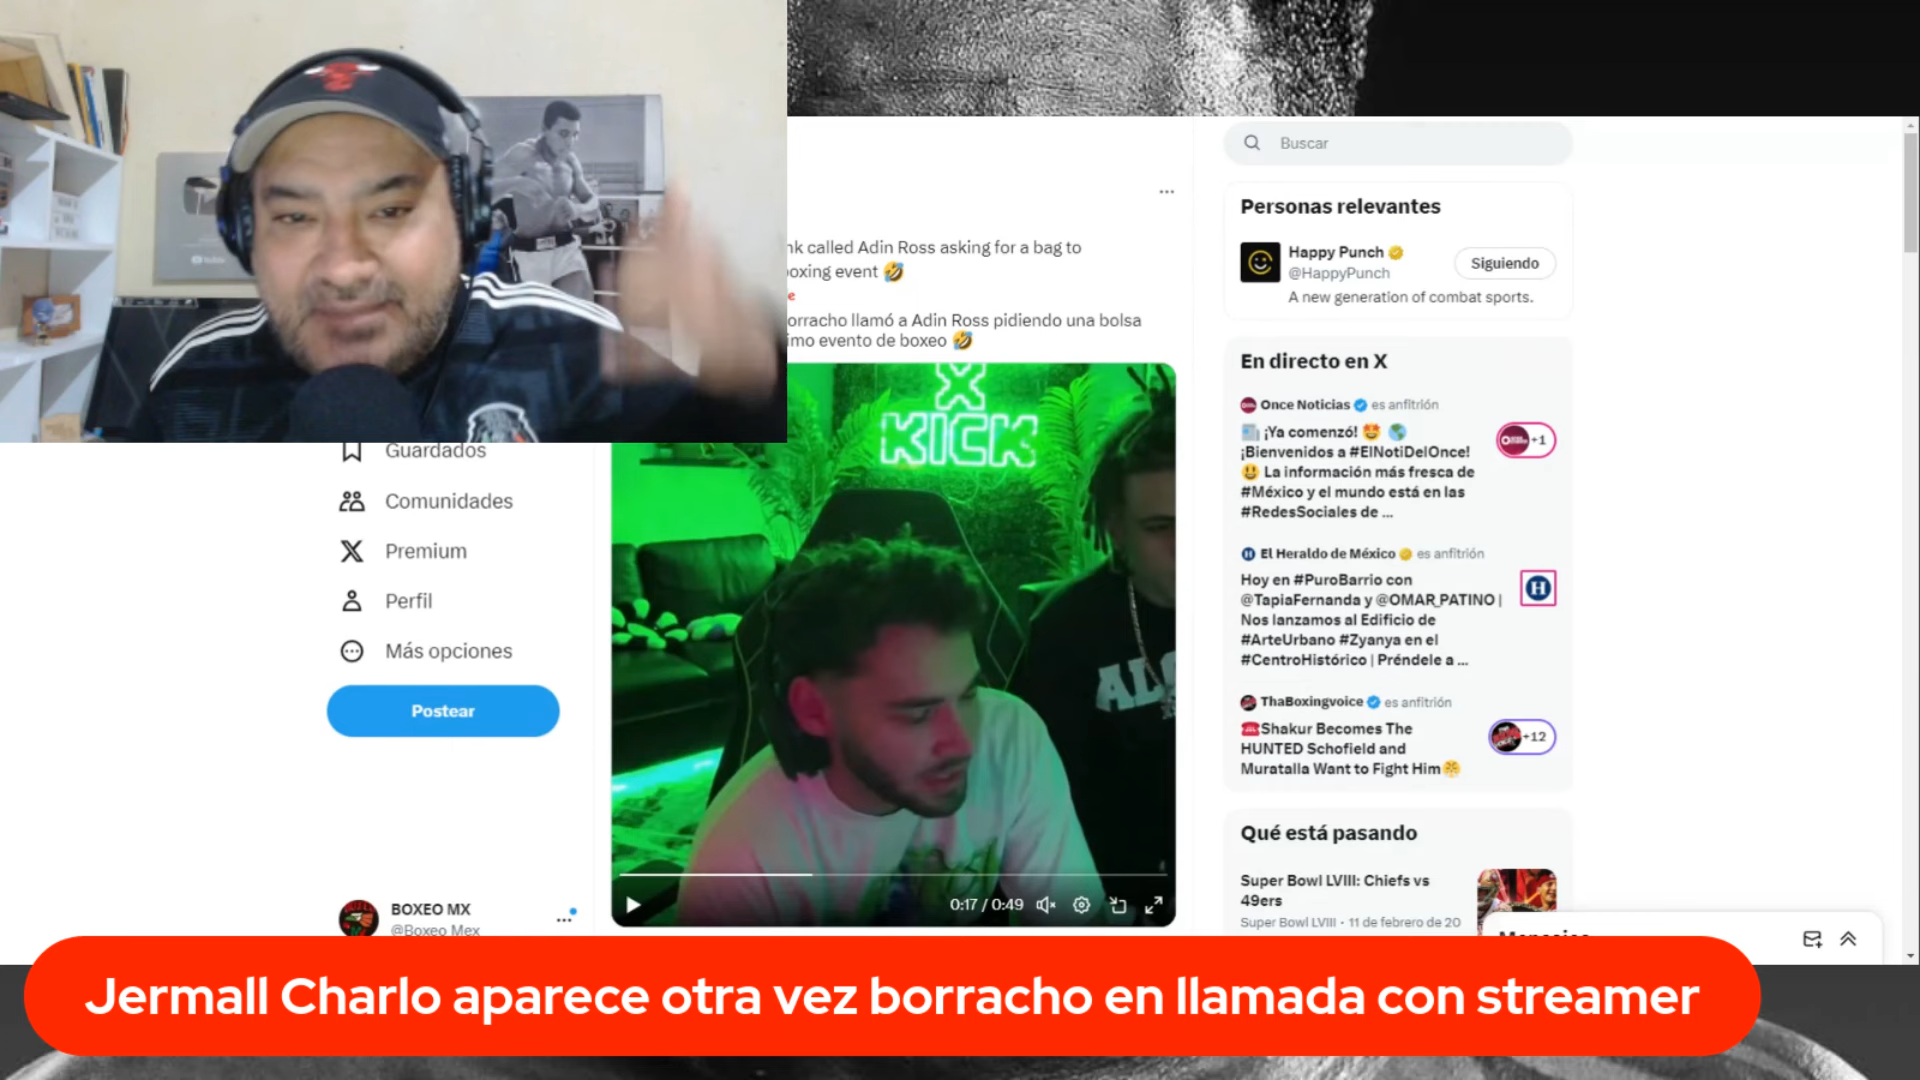 Buscar
nk called Adin Ross asking for a bag to
boxing event 🤣
e
orracho llamó a Adin Ross pidiendo una bolsa
imo evento de boxeo 🤣
X
KICK
Guardados
Comunidades
Premium
Perfil
Más opciones
Postear
BOXEO MX
@Boxeo_Mex
0:17 / 0:49
Personas relevantes
Happy Punch
@HappyPunch
Siguiendo
A new generation of combat sports.
En directo en X
Once Noticias es anfitrión
📰 ¡Ya comenzó! 🤩 🌎
¡Bienvenidos a #ElNotiDelOnce!
😃 La información más fresca de
#México y el mundo está en las
#RedesSociales de ...
+1
El Heraldo de México es anfitrión
Hoy en #PuroBarrio con
@TapiaFernanda y @OMAR_PATINO |
Nos lanzamos al Edificio de
#ArteUrbano #Zyanya en el
#CentroHistórico | Préndele a ...
H
ThaBoxingvoice es anfitrión
☎️Shakur Becomes The
HUNTED Schofield and
Muratalla Want to Fight Him😤
+12
Qué está pasando
Super Bowl LVIII: Chiefs vs
49ers
Super Bowl LVIII · 11 de febrero de 20
Mensajes
Jermall Charlo aparece otra vez borracho en llamada con streamer